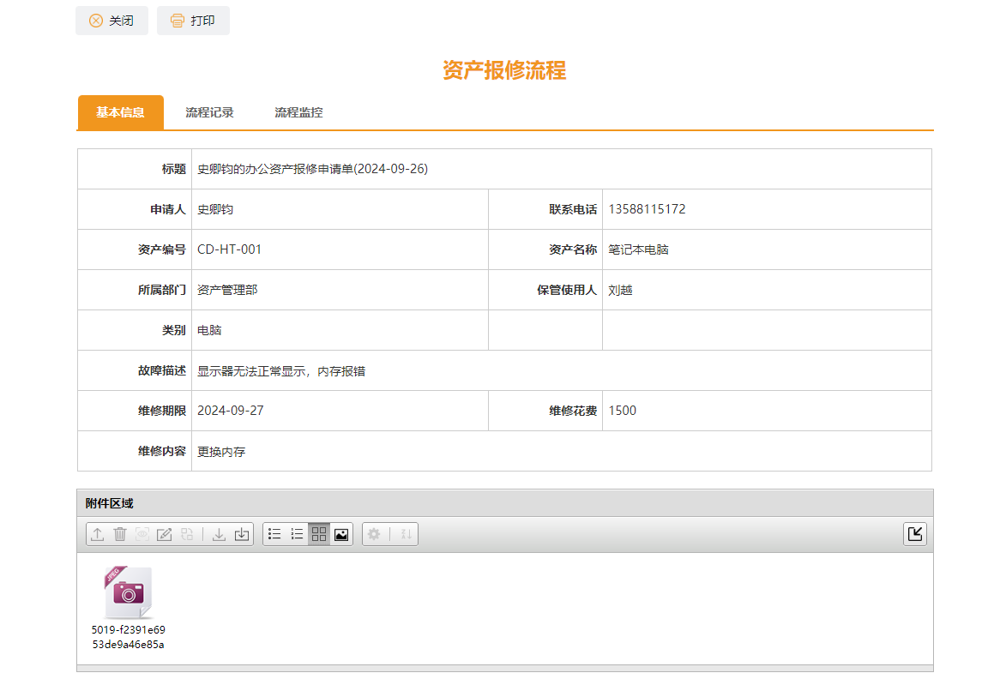 关闭 打印
资产报修流程
基本信息 流程记录 流程监控
标题 史卿钧的办公资产报修申请单(2024-09-26)
申请人 史卿钧 联系电话 13588115172
资产编号 CD-HT-001 资产名称 笔记本电脑
所属部门 资产管理部 保管使用人 刘越
类别 电脑
故障描述 显示器无法正常显示，内存报错
维修期限 2024-09-27 维修花费 1500
维修内容 更换内存
附件区域
JPEG
5019-f2391e69
53de9a46e85a